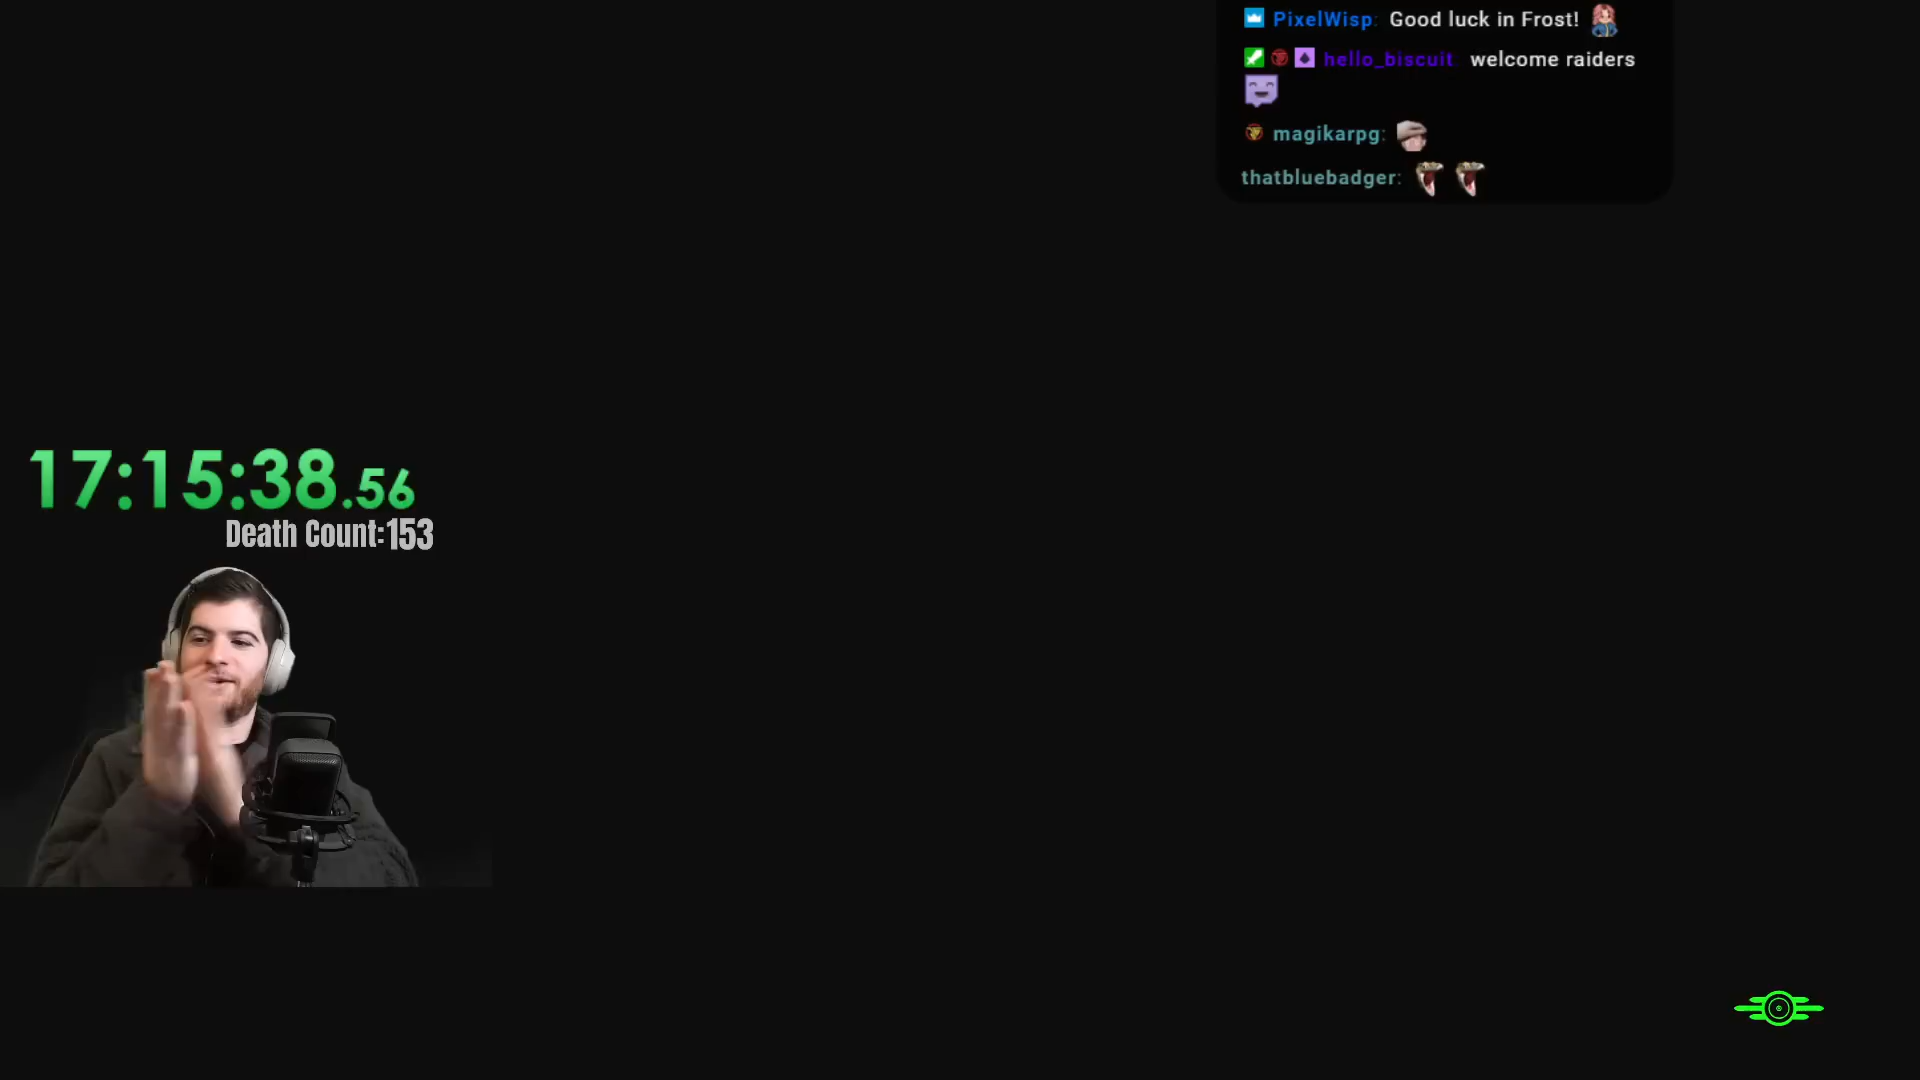 PixelWisp: Good luck in Frost!
hello_biscuit: welcome raiders
magikarpg:
thatbluebadger:
17:15:38.56
Death Count:153